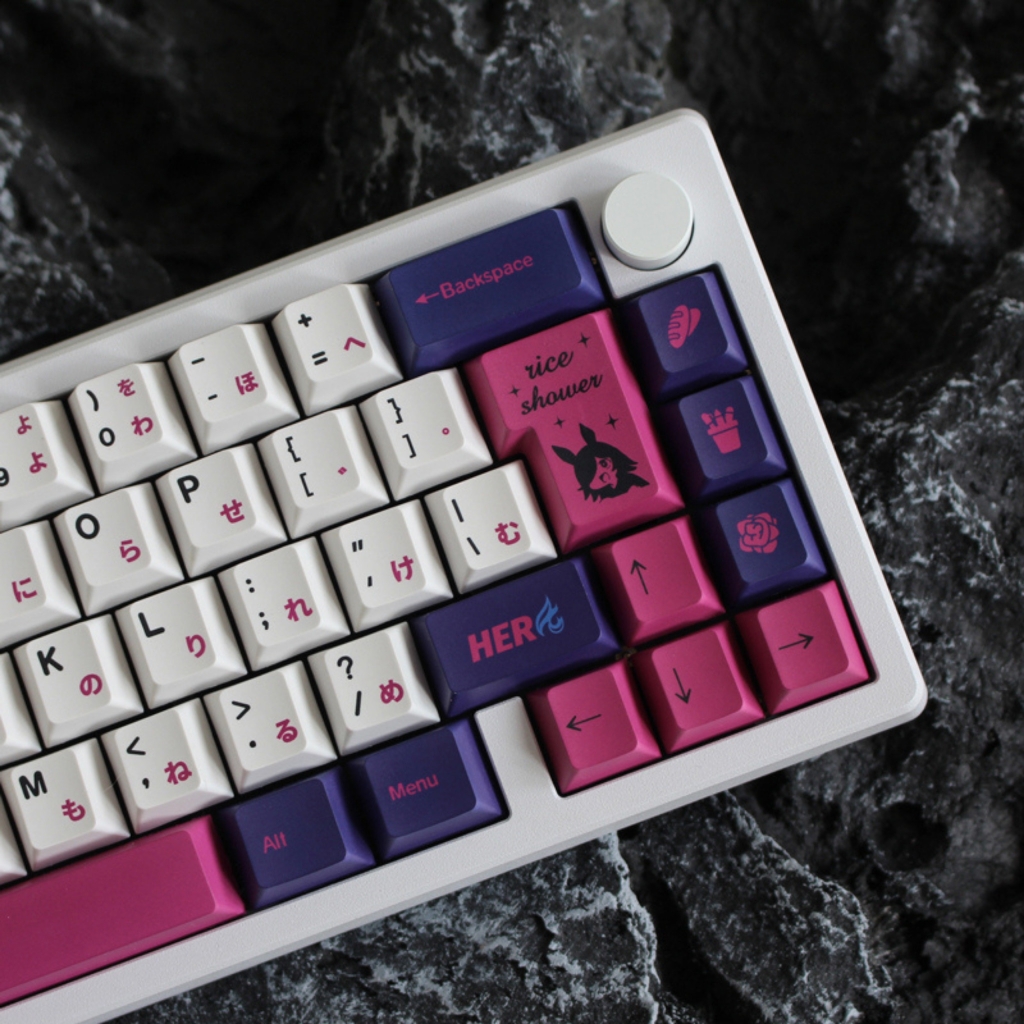 ← Backspace
+
= へ
-
- ほ
) を
0 わ
よ
9 よ
rice
shower
}
] 。
{
[ ゛
P
せ
O
ら
に
|
\ む
"
, け
:
; れ
L
り
K
の
↑
HER
?
/ め
>
. る
<
, ね
M
も
← ↓ →
Menu
Alt